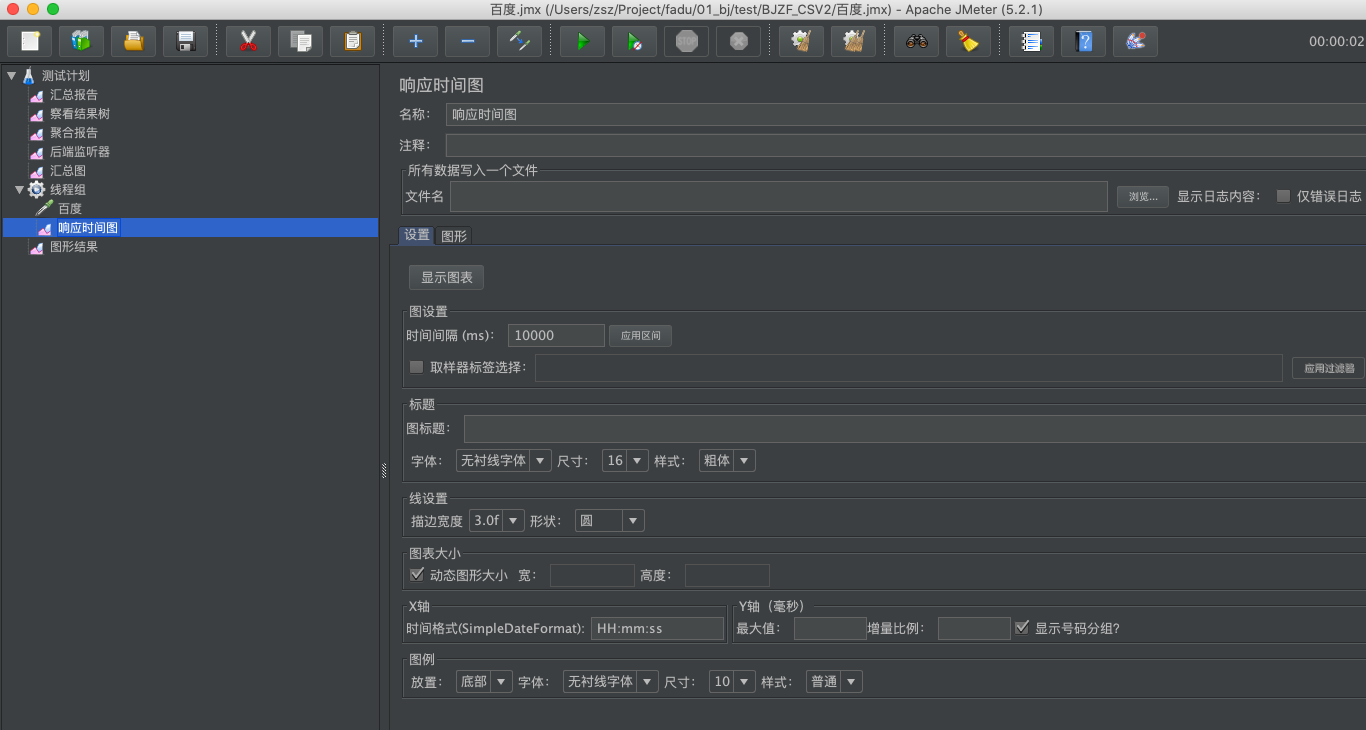 百度.jmx (/Users/zsz/Project/fadu/01_bj/test/BJZF_CSV2/百度.jmx) - Apache JMeter (5.2.1)
STOP
00:00:02
测试计划
汇总报告
察看结果树
聚合报告
后端监听器
汇总图
线程组
百度
响应时间图
图形结果
响应时间图
名称： 响应时间图
注释：
所有数据写入一个文件
文件名 浏览... 显示日志内容： 仅错误日志
设置 图形
显示图表
图设置
时间间隔 (ms)： 10000 应用区间
取样器标签选择： 应用过滤器
标题
图标题：
字体： 无衬线字体 尺寸： 16 样式： 粗体
线设置
描边宽度 3.0f 形状： 圆
图表大小
动态图形大小 宽： 高度：
X轴 Y轴（毫秒）
时间格式(SimpleDateFormat): HH:mm:ss 最大值： 增量比例： 显示号码分组?
图例
放置： 底部 字体： 无衬线字体 尺寸： 10 样式： 普通